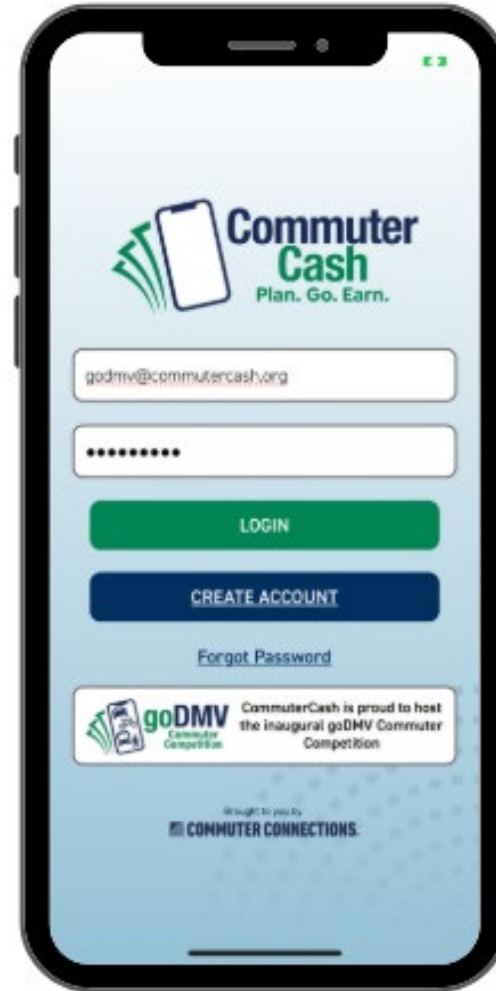 Commuter
Cash
Plan. Go. Earn.
godmv@commutercash.org
•••••••••
LOGIN
CREATE ACCOUNT
Forgot Password
goDMV
Commuter
Competition
CommuterCash is proud to host
the inaugural goDMV Commuter
Competition
Brought to you by
COMMUTER CONNECTIONS